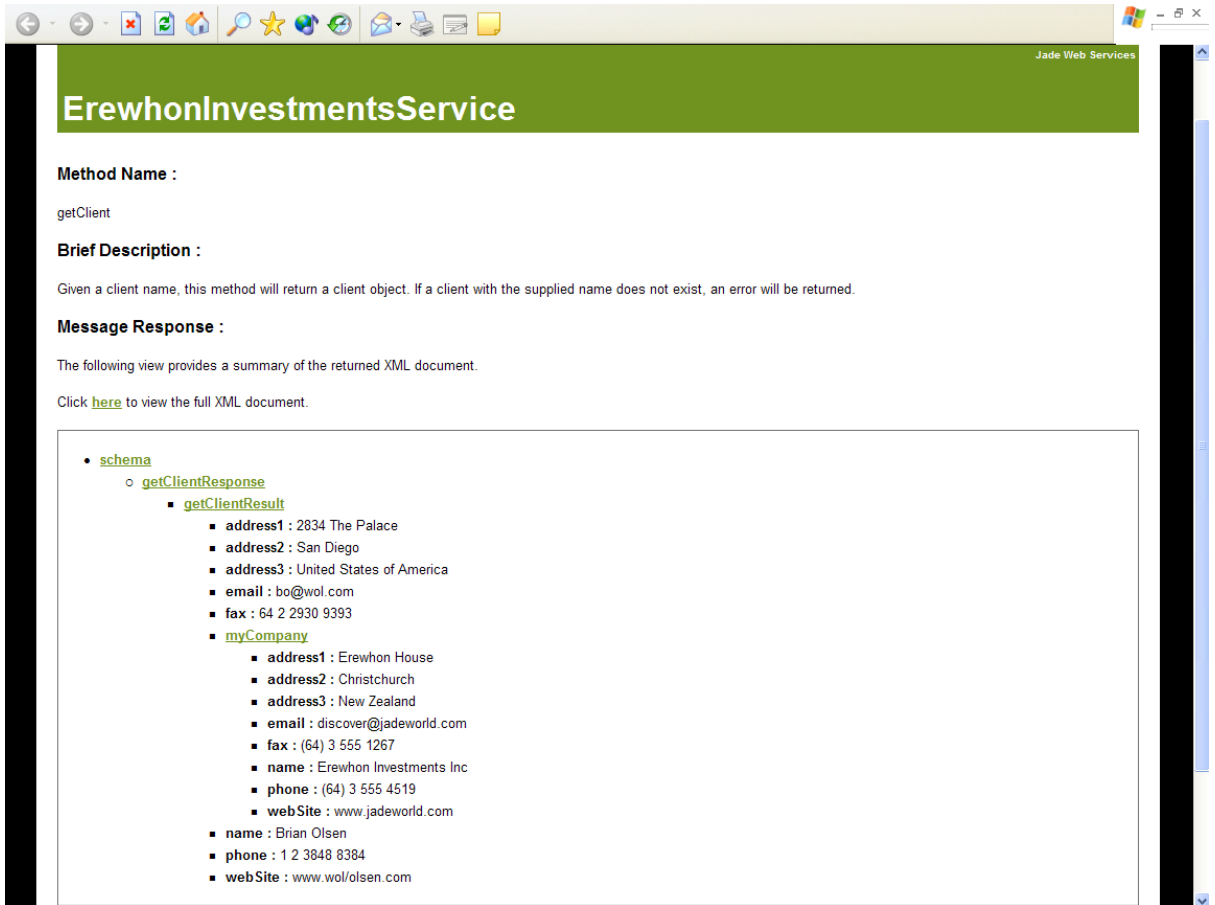 Jade Web Services
ErewhonInvestmentsService
Method Name :
getClient
Brief Description :
Given a client name, this method will return a client object. If a client with the supplied name does not exist, an error will be returned.
Message Response :
The following view provides a summary of the returned XML document.
Click here to view the full XML document.
schema
getClientResponse
getClientResult
address1 : 2834 The Palace
address2 : San Diego
address3 : United States of America
email : bo@wol.com
fax : 64 2 2930 9393
myCompany
address1 : Erewhon House
address2 : Christchurch
address3 : New Zealand
email : discover@jadeworld.com
fax : (64) 3 555 1267
name : Erewhon Investments Inc
phone : (64) 3 555 4519
webSite : www.jadeworld.com
name : Brian Olsen
phone : 1 2 3848 8384
webSite : www.wol/olsen.com